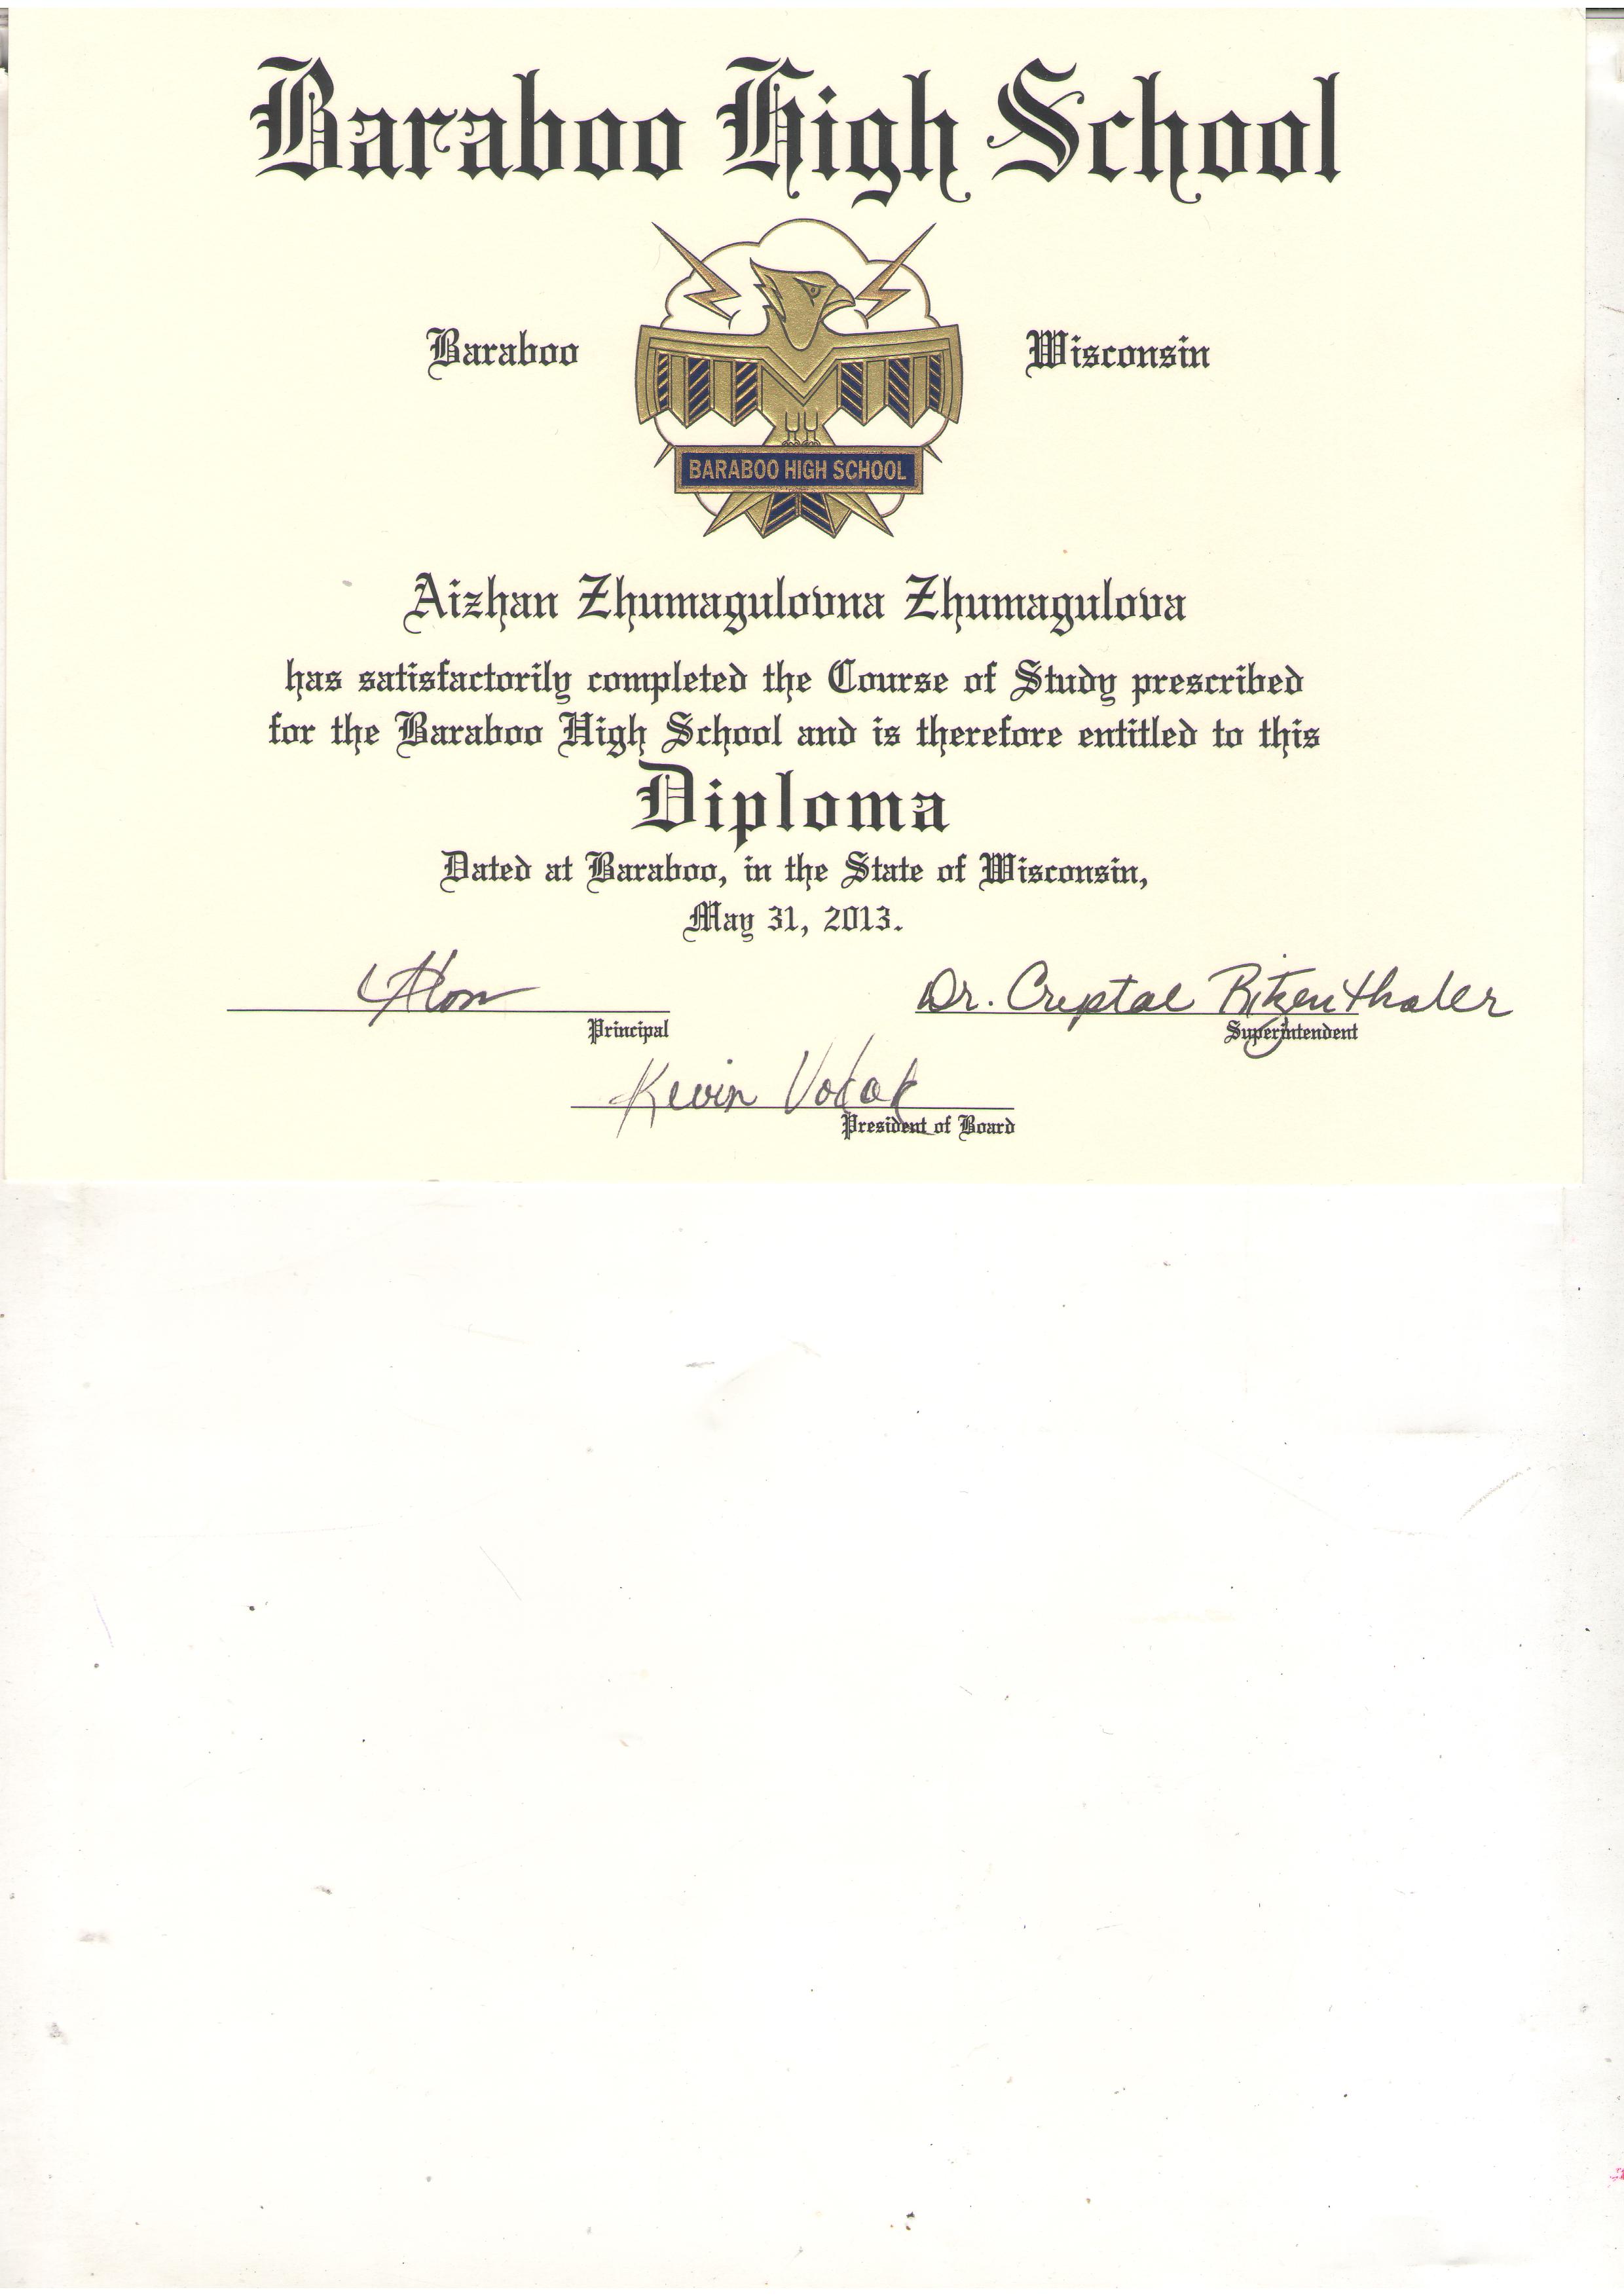 Baraboo High School
Baraboo
Wisconsin
BARABOO HIGH SCHOOL
Aizhan Zhumagulovna Zhumagulova
has satisfactorily completed the Course of Study prescribed
for the Baraboo High School and is therefore entitled to this
Diploma
Dated at Baraboo, in the State of Wisconsin,
May 31, 2013.
Dr. Crystal Ritzenthaler
Principal
Superintendent
Kevin Vodak
President of Board